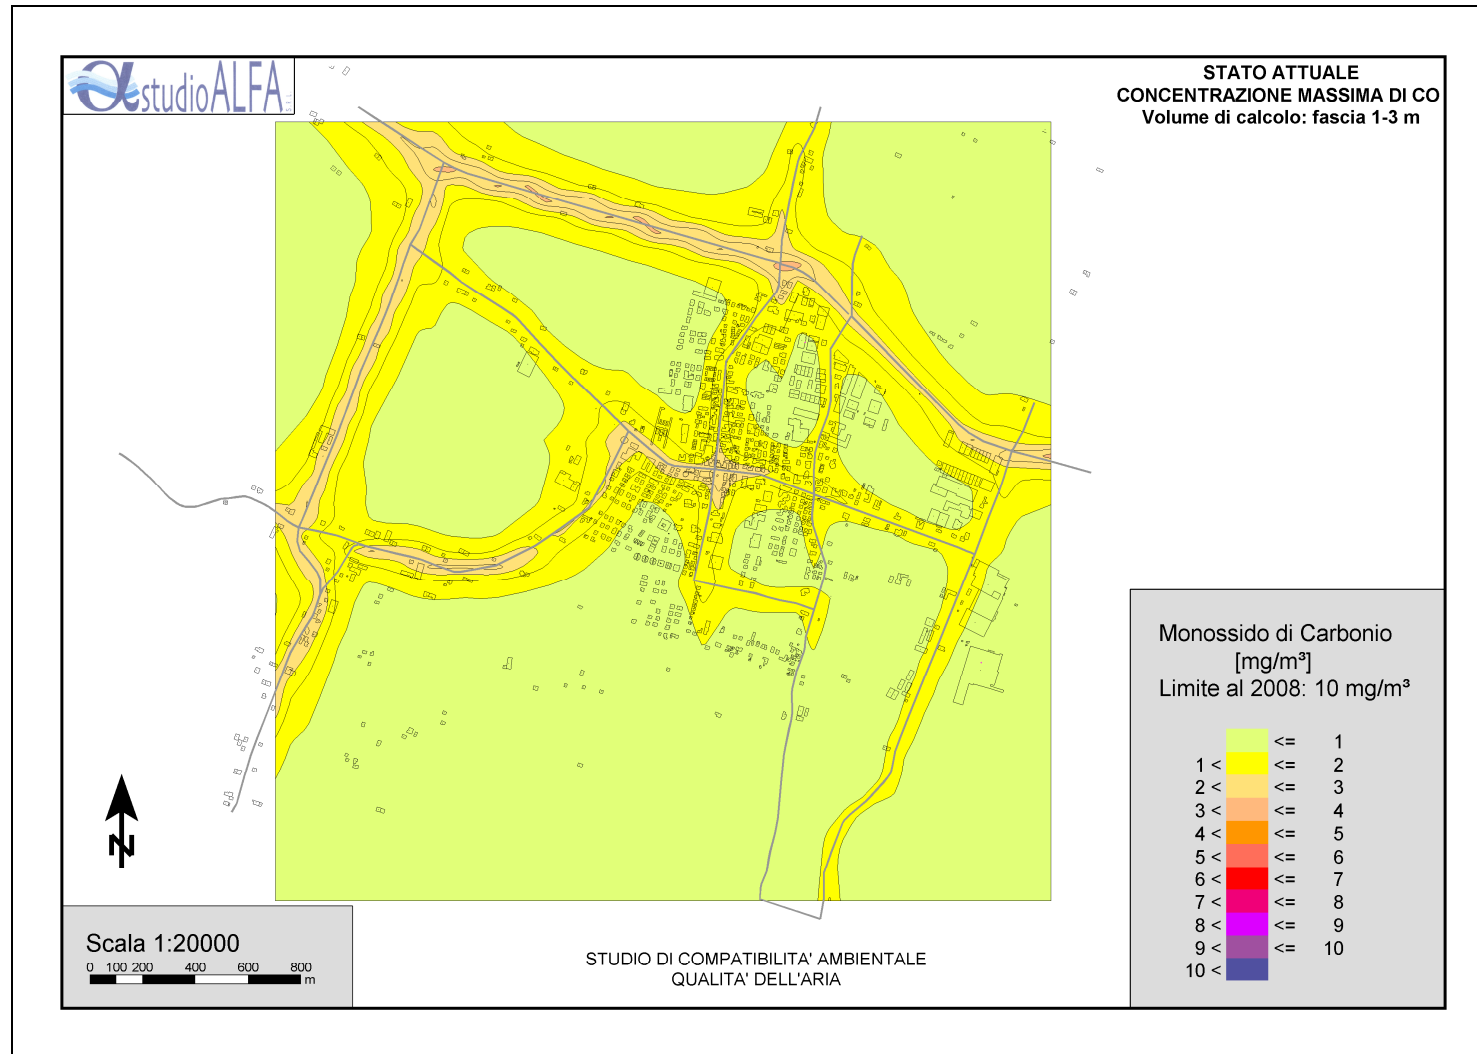 αstudioALFA
s.r.l.
STATO ATTUALE
CONCENTRAZIONE MASSIMA DI CO
Volume di calcolo: fascia 1-3 m
Monossido di Carbonio
[mg/m³]
Limite al 2008: 10 mg/m³
<= 1
1 < <= 2
2 < <= 3
3 < <= 4
4 < <= 5
5 < <= 6
6 < <= 7
7 < <= 8
8 < <= 9
9 < <= 10
10 <
N
Scala 1:20000
0 100 200 400 600 800
m
STUDIO DI COMPATIBILITA' AMBIENTALE
QUALITA' DELL'ARIA